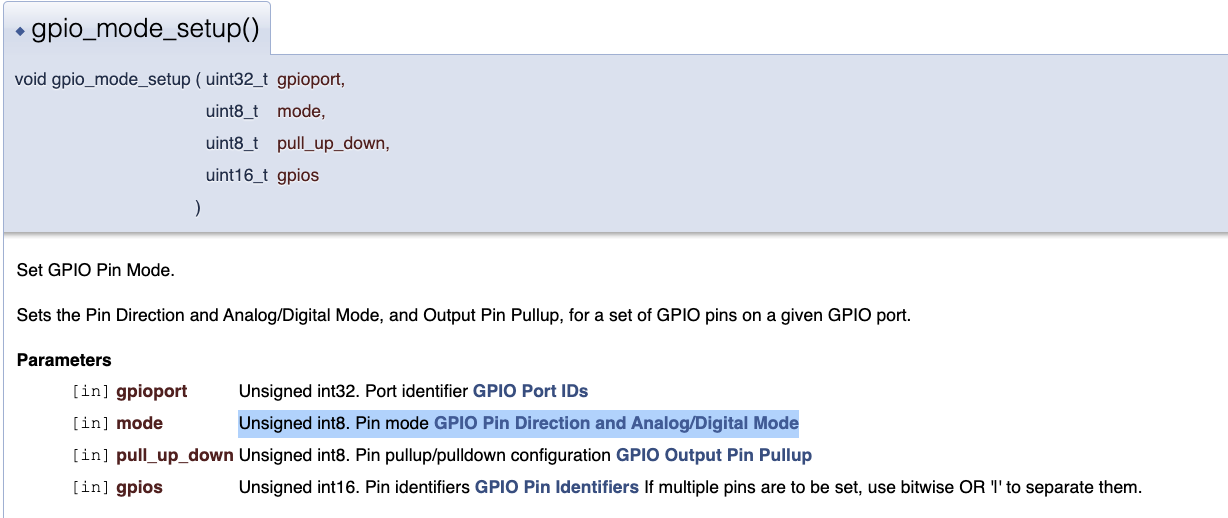 gpio_mode_setup()
void gpio_mode_setup ( uint32_t gpioport,
uint8_t mode,
uint8_t pull_up_down,
uint16_t gpios
)
Set GPIO Pin Mode.
Sets the Pin Direction and Analog/Digital Mode, and Output Pin Pullup, for a set of GPIO pins on a given GPIO port.
Parameters
[in] gpioport Unsigned int32. Port identifier GPIO Port IDs
[in] mode Unsigned int8. Pin mode GPIO Pin Direction and Analog/Digital Mode
[in] pull_up_down Unsigned int8. Pin pullup/pulldown configuration GPIO Output Pin Pullup
[in] gpios Unsigned int16. Pin identifiers GPIO Pin Identifiers If multiple pins are to be set, use bitwise OR '|' to separate them.